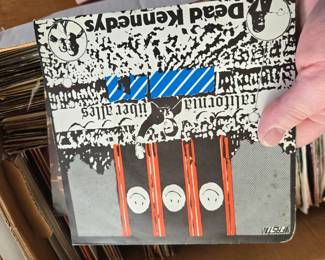 Dead Kennedys
california
über alles